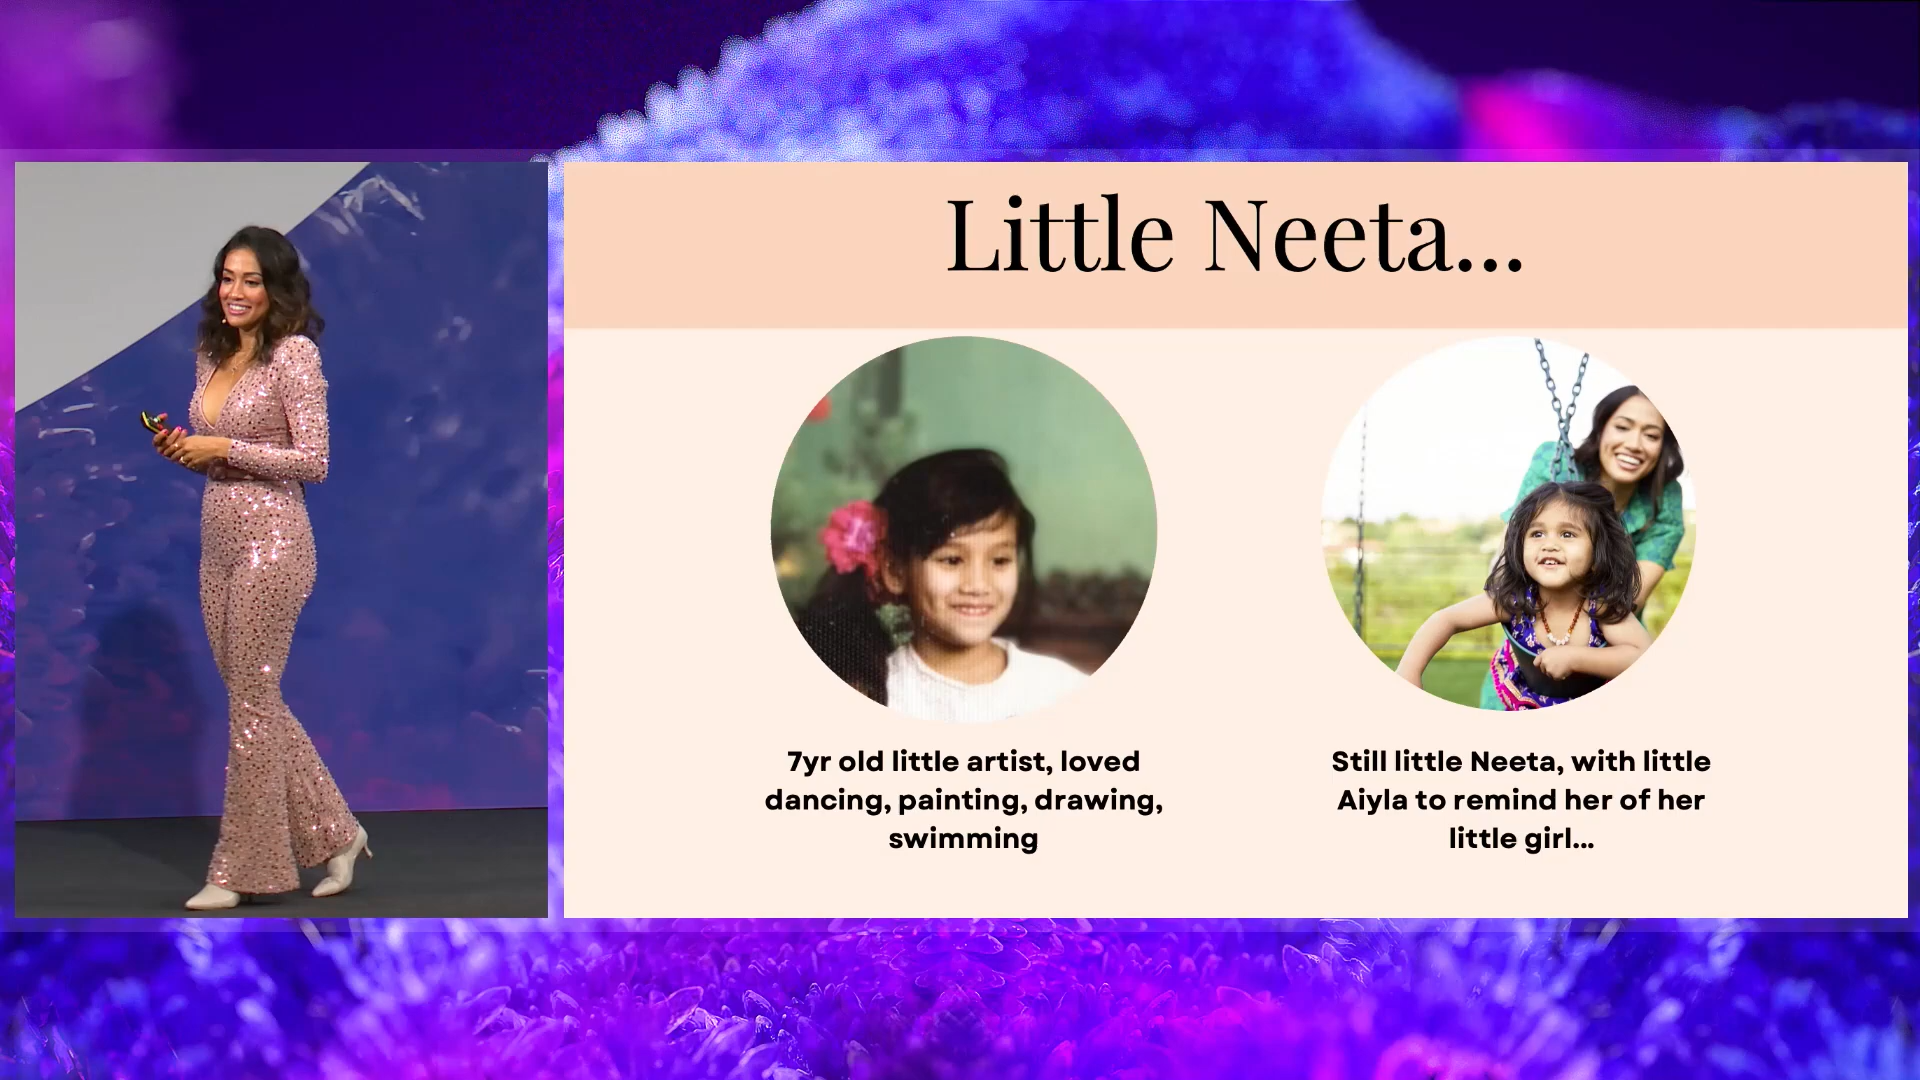 Little Neeta...
7yr old little artist, loved
dancing, painting, drawing,
swimming
Still little Neeta, with little
Aiyla to remind her of her
little girl...